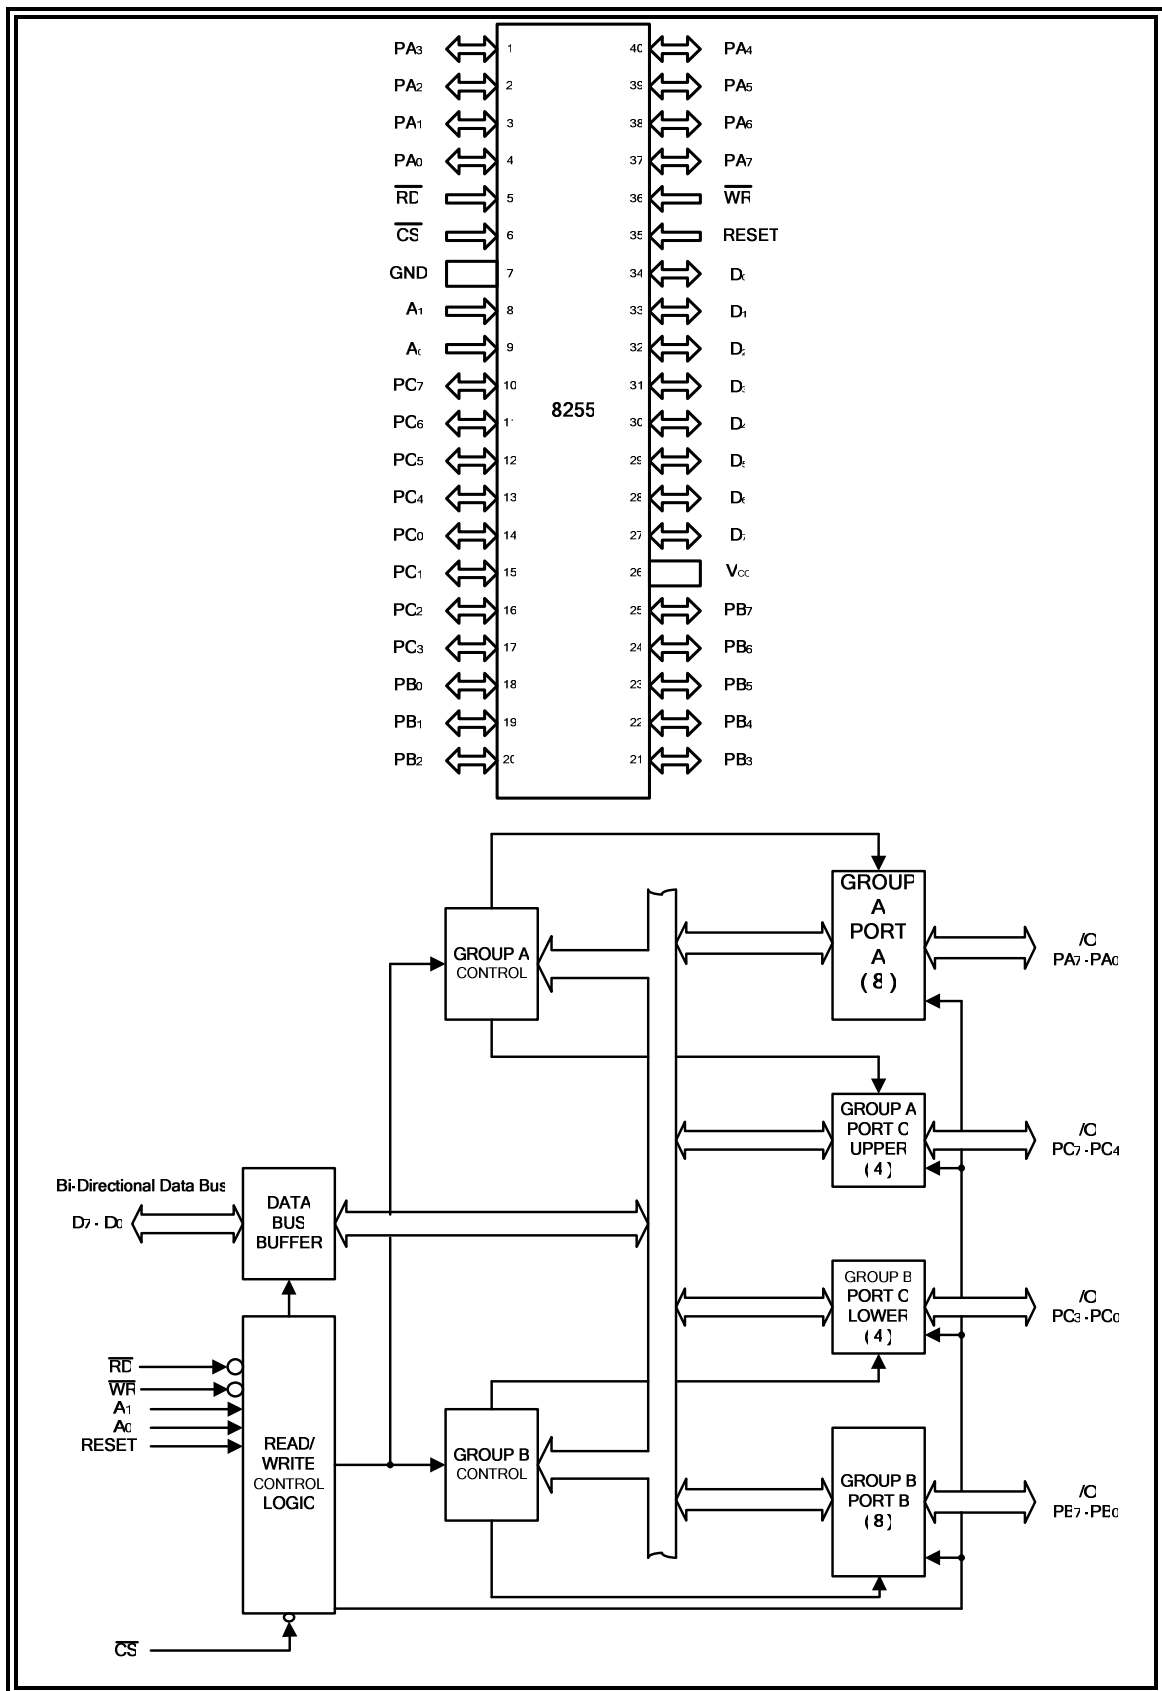 PA3 1 40 PA4
PA2 2 39 PA5
PA1 3 38 PA6
PA0 4 37 PA7
RD 5 36 WR
CS 6 35 RESET
GND 7 34 D0
A1 8 33 D1
A0 9 32 D2
PC7 10 31 D3
8255
PC6 11 30 D4
PC5 12 29 D5
PC4 13 28 D6
PC0 14 27 D7
PC1 15 26 VCC
PC2 16 25 PB7
PC3 17 24 PB6
PB0 18 23 PB5
PB1 19 22 PB4
PB2 20 21 PB3
GROUP
A
PORT
A
(8)
GROUP A
CONTROL
/O
PA7-PA0
GROUP A
PORT C
UPPER
(4)
/O
PC7-PC4
Bi-Directional Data Bus
D7 - D0
DATA
BUS
BUFFER
GROUP B
PORT C
LOWER
(4)
/O
PC3-PC0
RD
WR
A1
A0
RESET
READ/
WRITE
CONTROL
LOGIC
GROUP B
CONTROL
GROUP B
PORT B
(8)
/O
PB7-PB0
CS